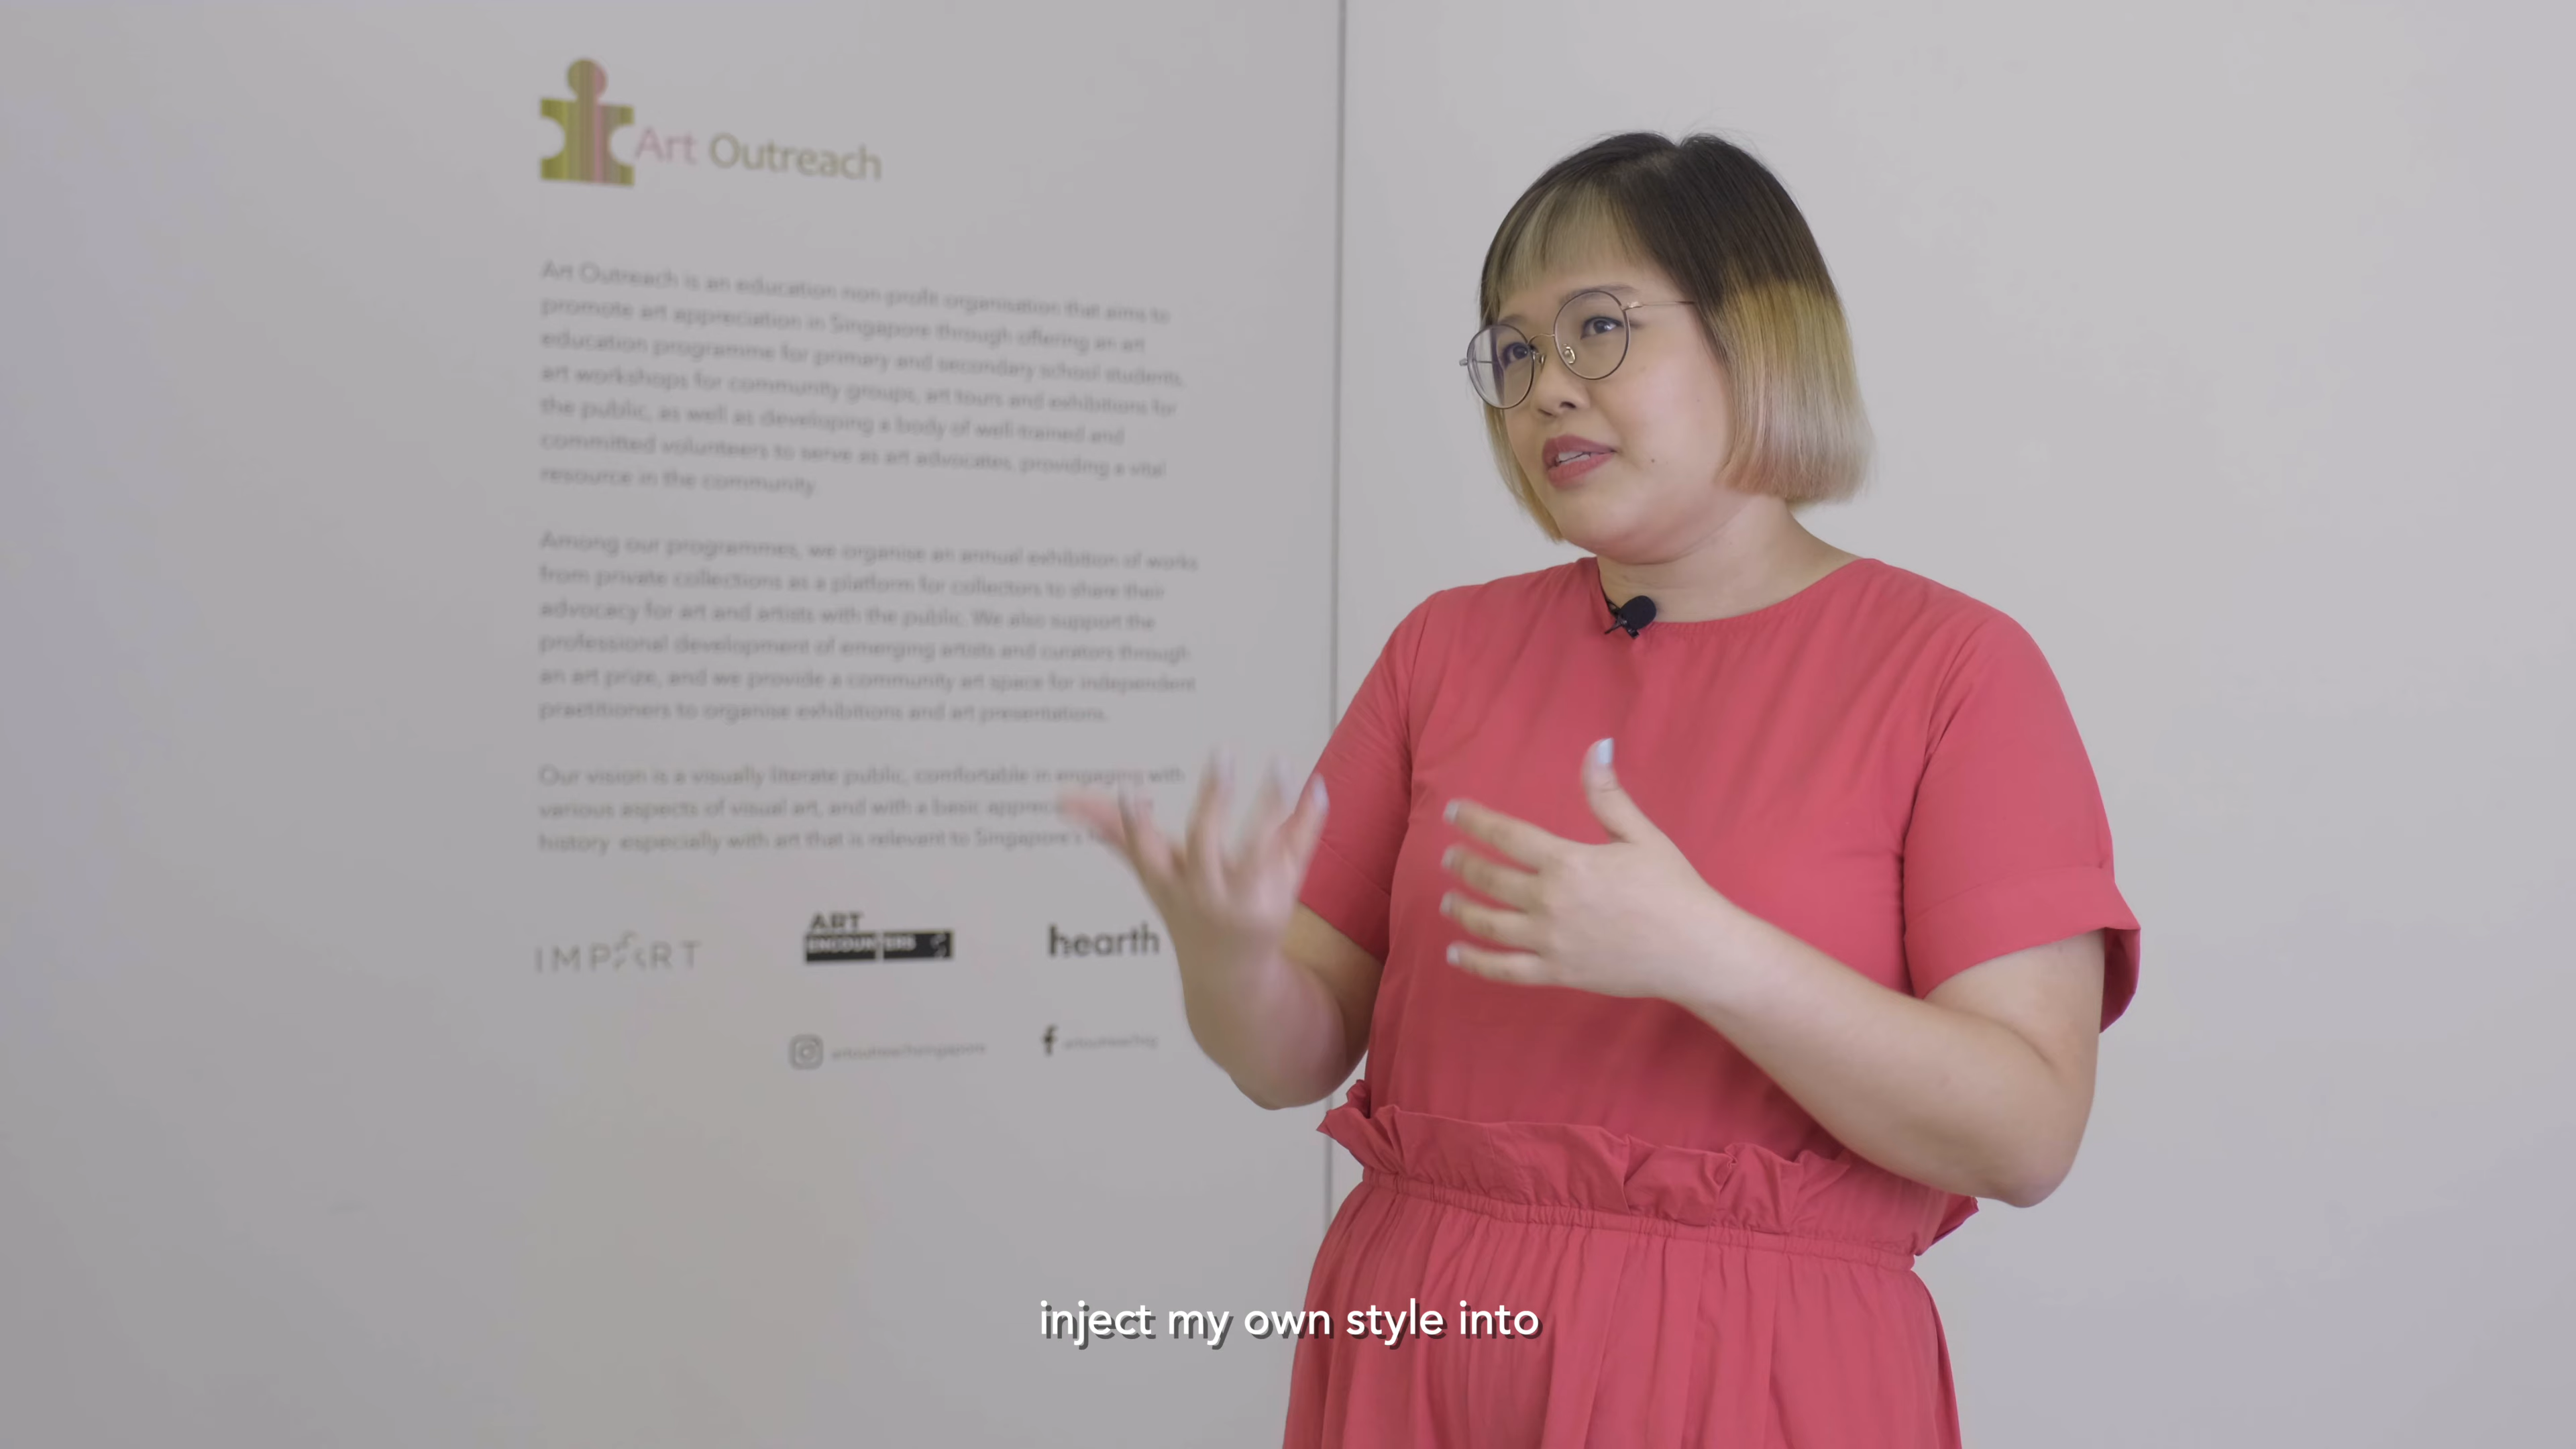 Art Outreach
Art Outreach is an education non-profit organisation that aims to
promote art appreciation in Singapore through offering an art
education programme for primary and secondary school students,
art workshops for community groups, art tours and exhibitions for
the public, as well as developing a body of well-trained and
committed volunteers to serve as art advocates, providing a vital
resource in the community
Among our programmes, we organise an annual exhibition of works
from private collections as a platform for collectors to share their
advocacy for art and artists with the public. We also support the
professional development of emerging artists and curators through
an art prize, and we provide a community art space for independent
practitioners to organise exhibitions and art presentations.
Our vision is a visually literate public, comfortable in engaging with
various aspects of visual art, and with a basic
history especially with art that is relevant to Singapore's
IMPART
ART
ENCOUNTERS
hearth
inject my own style into